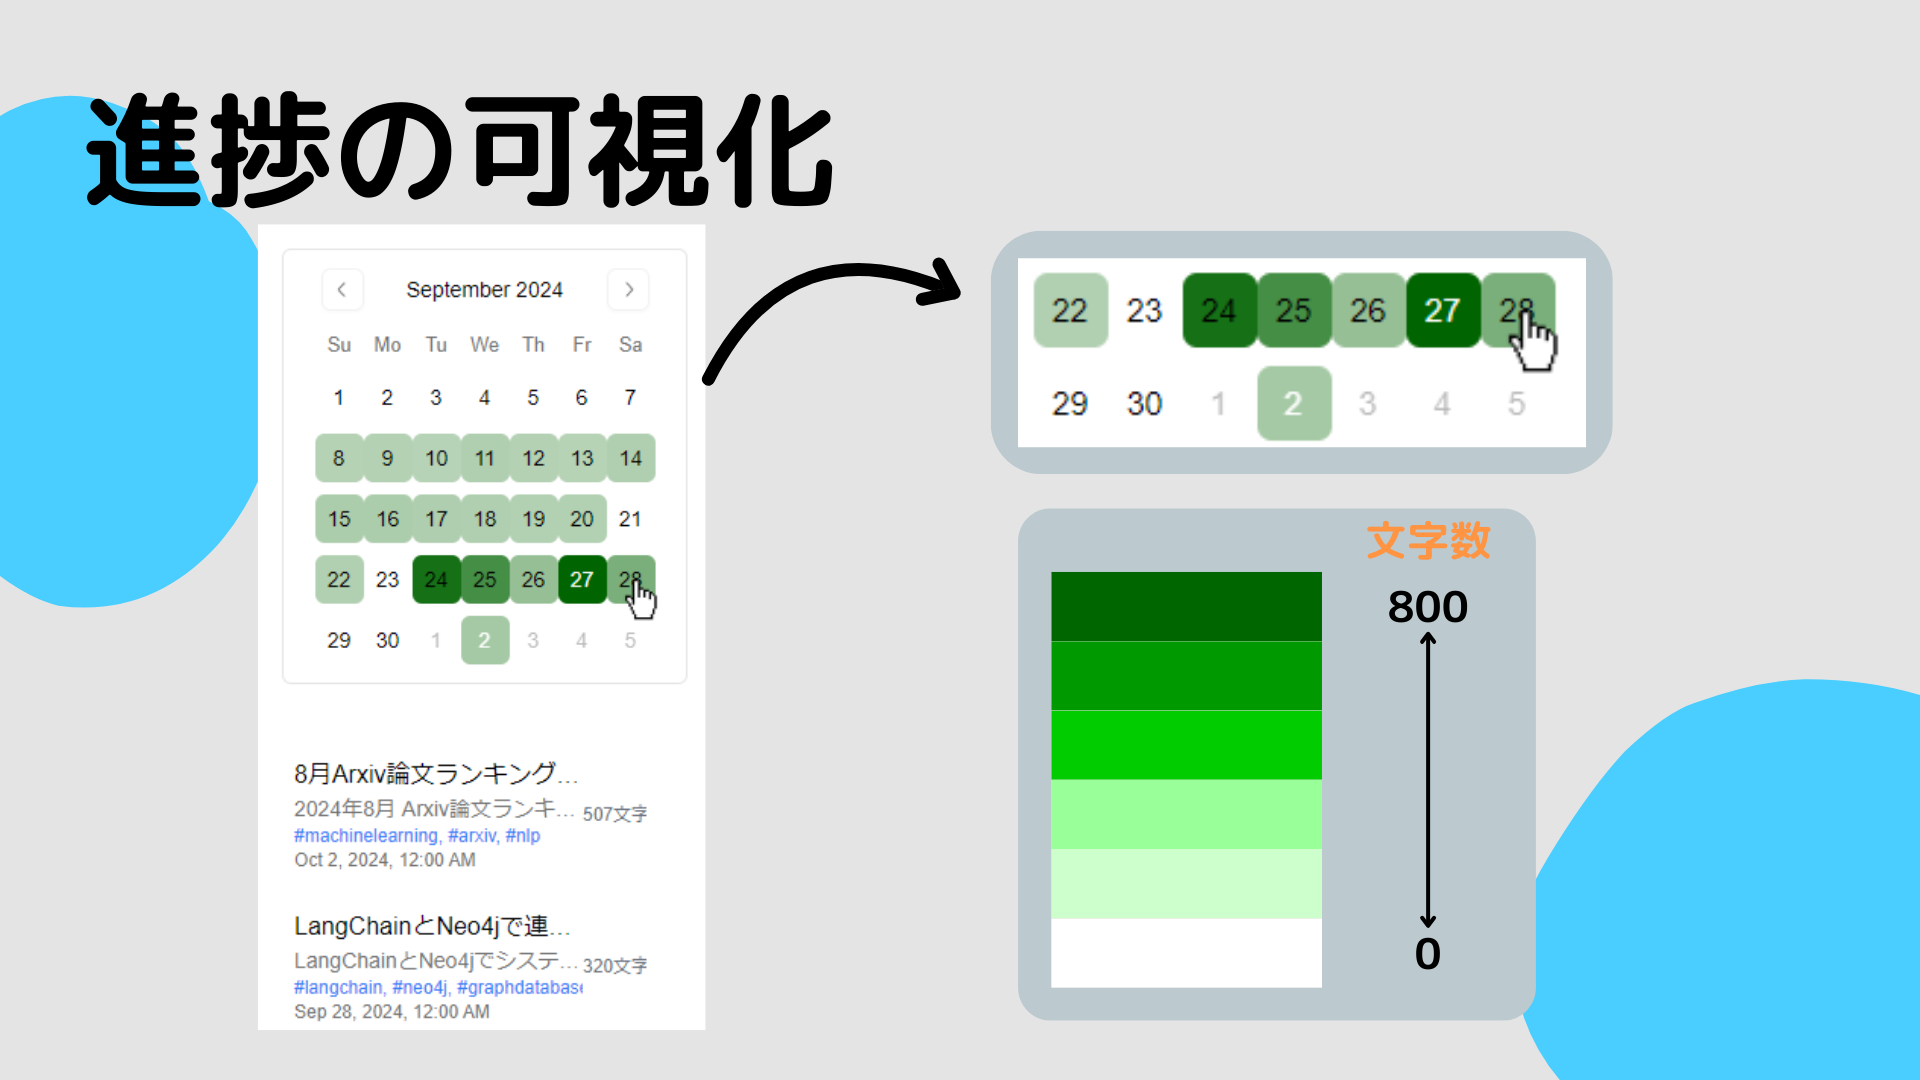 進捗の可視化
September 2024
Su Mo Tu We Th Fr Sa
1 2 3 4 5 6 7
8 9 10 11 12 13 14
15 16 17 18 19 20 21
22 23 24 25 26 27 28
29 30 1 2 3 4 5
8月Arxiv論文ランキング...
2024年8月 Arxiv論文ランキ... 507文字
#machinelearning, #arxiv, #nlp
Oct 2, 2024, 12:00 AM
LangChainとNeo4jで連...
LangChainとNeo4jでシステ... 320文字
#langchain, #neo4j, #graphdatabase
Sep 28, 2024, 12:00 AM
22 23 24 25 26 27 28
29 30 1 2 3 4 5
文字数
800
0